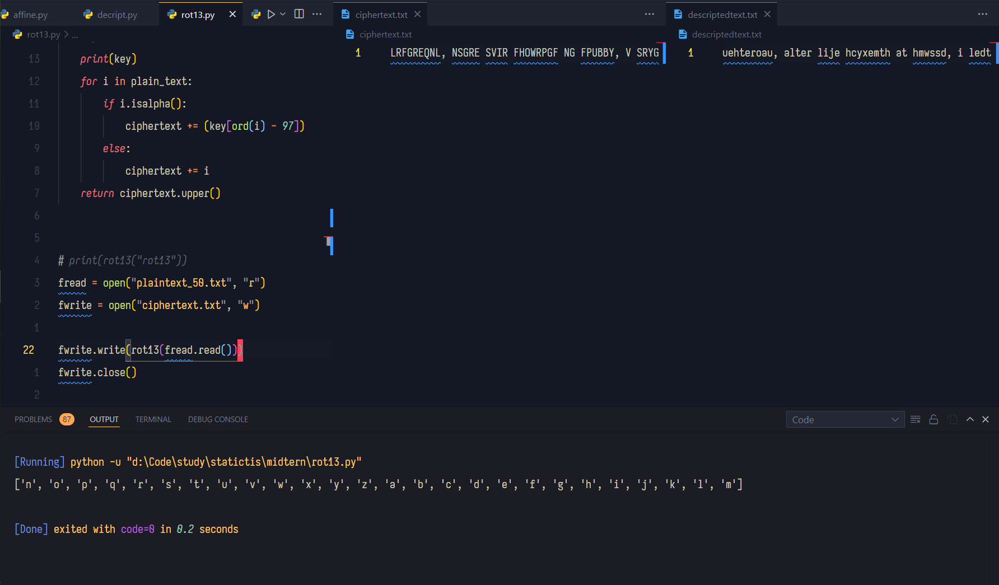 affine.py decript.py rot13.py ciphertext.txt descriptedtext.txt
rot13.py > ... ciphertext.txt descriptedtext.txt
13 print(key)
12 for i in plain_text:
11 if i.isalpha():
10 ciphertext += (key[ord(i) - 97])
9 else:
8 ciphertext += i
7 return ciphertext.upper()
6
5
4 # print(rot13("rot13"))
3 fread = open("plaintext_50.txt", "r")
2 fwrite = open("ciphertext.txt", "w")
1
22 fwrite.write(rot13(fread.read()))
1 fwrite.close()
2
1 LRFGREQNL, NSGRE SVIR FHOWRPGF NG FPUBBY, V SRYG
1 uehteroau, alter lije hcyxemth at hmwssd, i ledt
PROBLEMS 87 OUTPUT TERMINAL DEBUG CONSOLE Code
[Running] python -u "d:\Code\study\statictis\midtern\rot13.py"
['n', 'o', 'p', 'q', 'r', 's', 't', 'u', 'v', 'w', 'x', 'y', 'z', 'a', 'b', 'c', 'd', 'e', 'f', 'g', 'h', 'i', 'j', 'k', 'l', 'm']
[Done] exited with code=0 in 0.2 seconds